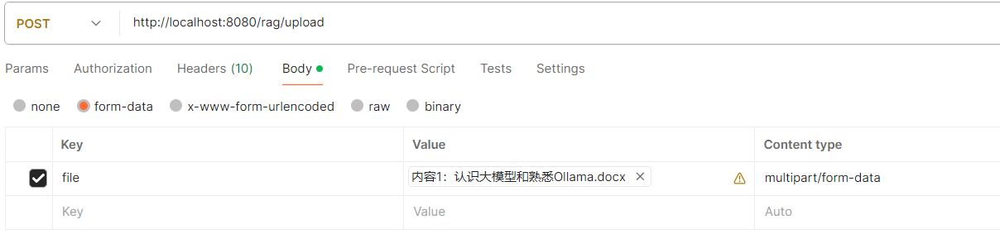 POST http://localhost:8080/rag/upload
Params Authorization Headers (10) Body Pre-request Script Tests Settings
none form-data x-www-form-urlencoded raw binary
Key Value Content type
file 内容1：认识大模型和熟悉Ollama.docx multipart/form-data
Key Value Auto